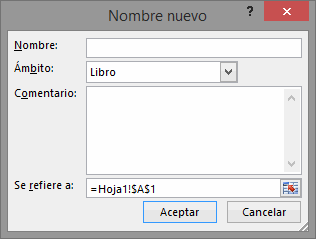 Nombre nuevo
?
Nombre:
Ámbito: Libro
Comentario:
Se refiere a: =Hoja1!$A$1
Aceptar Cancelar